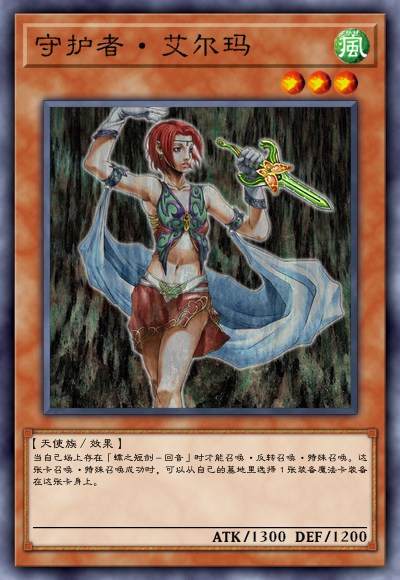 守护者·艾尔玛
風
【天使族/效果】
当自己场上存在「蝶之短剑-回音」时才能召唤·反转召唤·特殊召唤。这
张卡召唤·特殊召唤成功时，可以从自己的墓地里选择1张装备魔法卡装备
在这张卡身上。
ATK/1300 DEF/1200